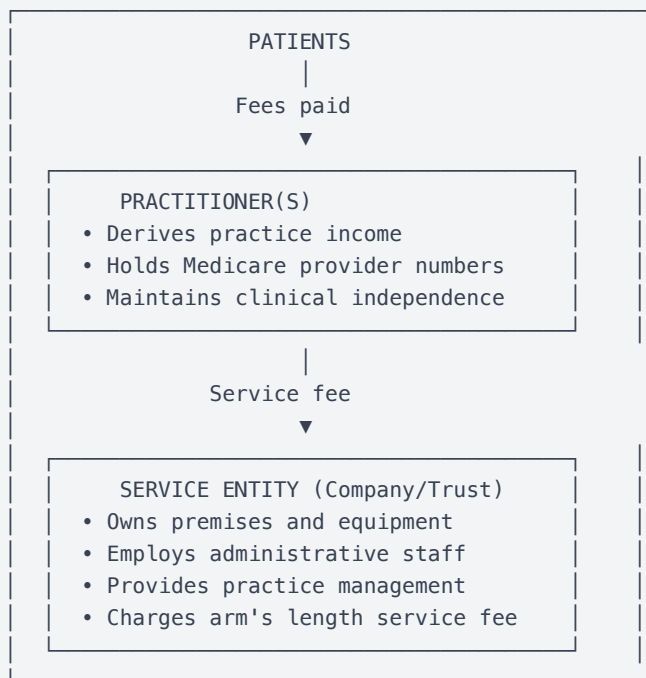 PATIENTS
Fees paid
▼
PRACTITIONER(S)
• Derives practice income
• Holds Medicare provider numbers
• Maintains clinical independence
Service fee
▼
SERVICE ENTITY (Company/Trust)
• Owns premises and equipment
• Employs administrative staff
• Provides practice management
• Charges arm's length service fee